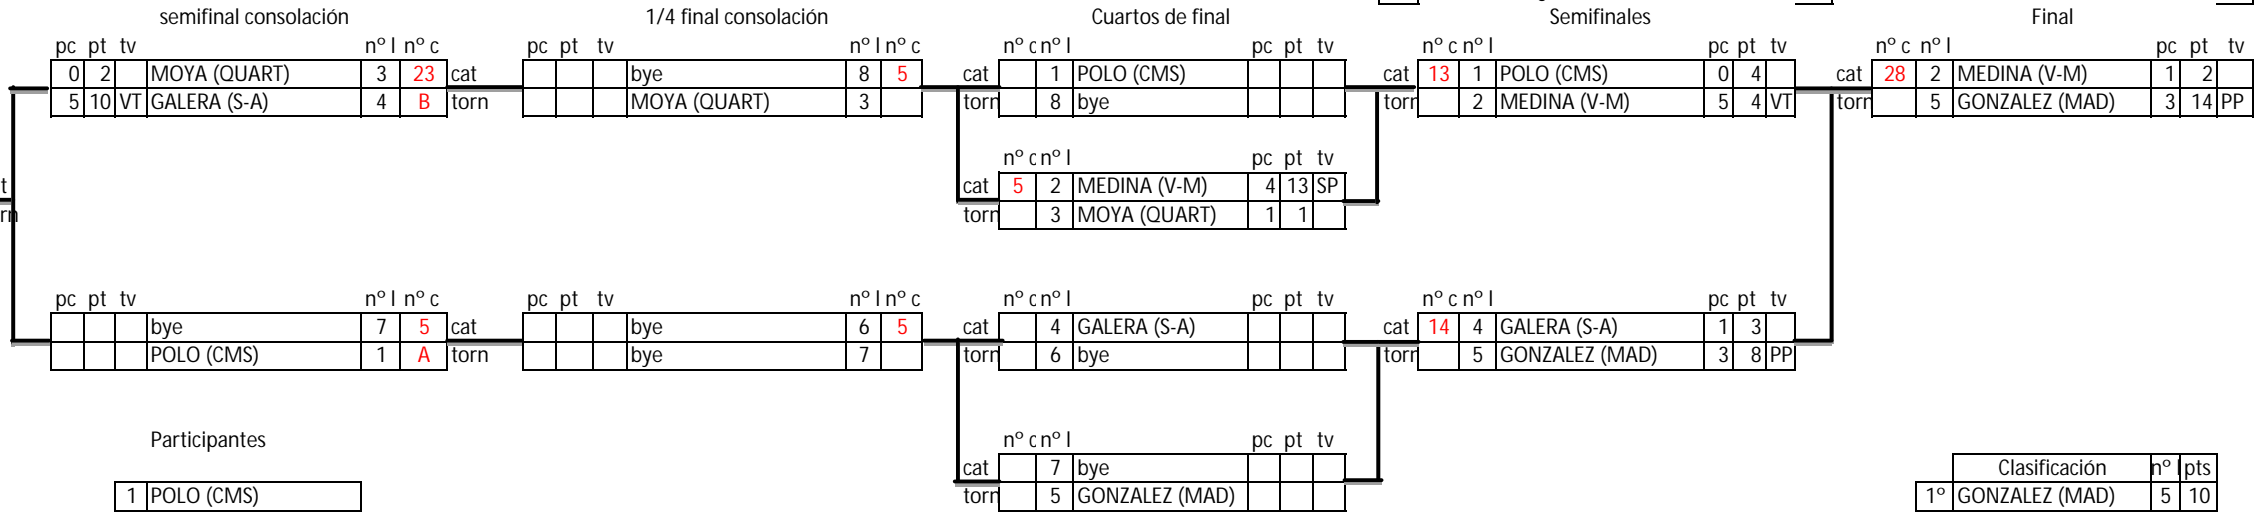 semifinal consolación 1/4 final consolación Cuartos de final Semifinales Final
pc pt tv nº l nº c pc pt tv nº l nº c nº c nº l pc pt tv nº c nº l pc pt tv nº c nº l pc pt tv
0 2 MOYA (QUART) 3 23 cat bye 8 5 cat 1 POLO (CMS) cat 13 1 POLO (CMS) 0 4 cat 28 2 MEDINA (V-M) 1 2
5 10 VT GALERA (S-A) 4 B torn MOYA (QUART) 3 torn 8 bye torn 2 MEDINA (V-M) 5 4 VT torn 5 GONZALEZ (MAD) 3 14 PP
nº c nº l pc pt tv
t cat 5 2 MEDINA (V-M) 4 13 SP
rn torn 3 MOYA (QUART) 1 1
pc pt tv nº l nº c pc pt tv nº l nº c nº c nº l pc pt tv nº c nº l pc pt tv
bye 7 5 cat bye 6 5 cat 4 GALERA (S-A) cat 14 4 GALERA (S-A) 1 3
POLO (CMS) 1 A torn bye 7 torn 6 bye torn 5 GONZALEZ (MAD) 3 8 PP
Participantes nº c nº l pc pt tv
cat 7 bye Clasificación nº l pts
1 POLO (CMS) torn 5 GONZALEZ (MAD) 1º GONZALEZ (MAD) 5 10